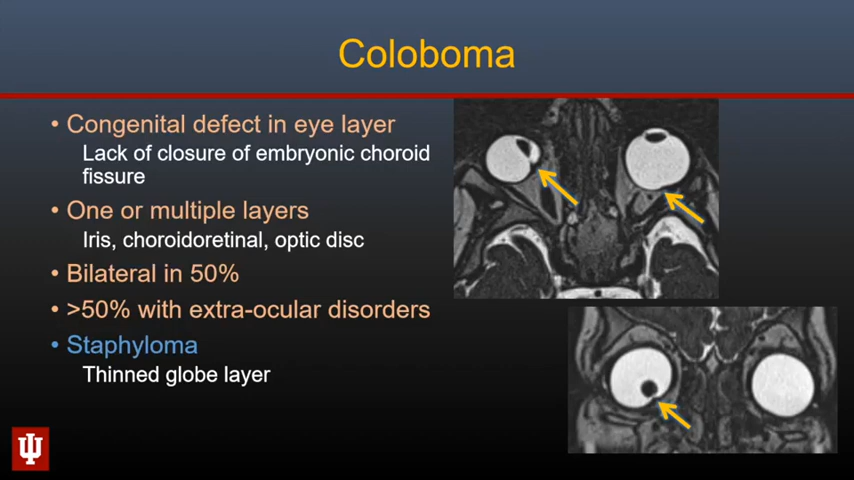 Coloboma
• Congenital defect in eye layer
Lack of closure of embryonic choroid
fissure
• One or multiple layers
Iris, choroidoretinal, optic disc
• Bilateral in 50%
• >50% with extra-ocular disorders
• Staphyloma
Thinned globe layer